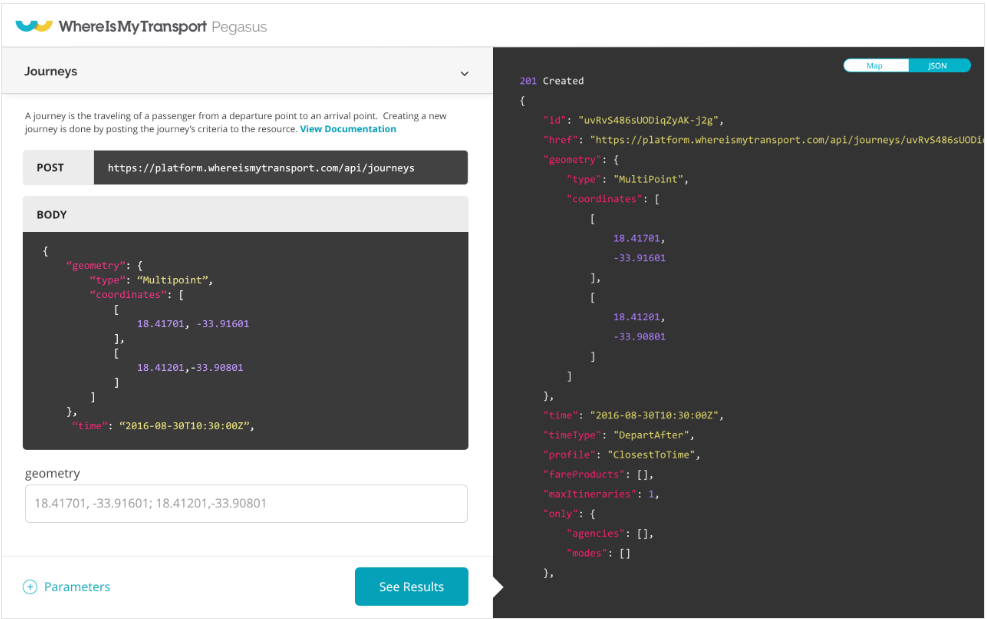 WhereIsMyTransport Pegasus
Journeys
A journey is the traveling of a passenger from a departure point to an arrival point. Creating a new
journey is done by posting the journey's criteria to the resource. View Documentation
POST https://platform.whereismytransport.com/api/journeys
BODY
{
“geometry”: {
“type”: “Multipoint”,
“coordinates”: [
[
18.41701, -33.91601
],
[
18.41201,-33.90801
]
]
},
“time”: “2016-08-30T10:30:00Z”,
geometry
18.41701, -33.91601; 18.41201,-33.90801
Parameters
See Results
Map JSON
201 Created
{
"id": "uvRvS486sUODiqZyAK-j2g",
"href": "https://platform.whereismytransport.com/api/journeys/uvRvS486sUODi
"geometry": {
"type": "MultiPoint",
"coordinates": [
[
18.41701,
-33.91601
],
[
18.41201,
-33.90801
]
]
},
"time": "2016-08-30T10:30:00Z",
"timeType": "DepartAfter",
"profile": "ClosestToTime",
"fareProducts": [],
"maxItineraries": 1,
"only": {
"agencies": [],
"modes": []
},